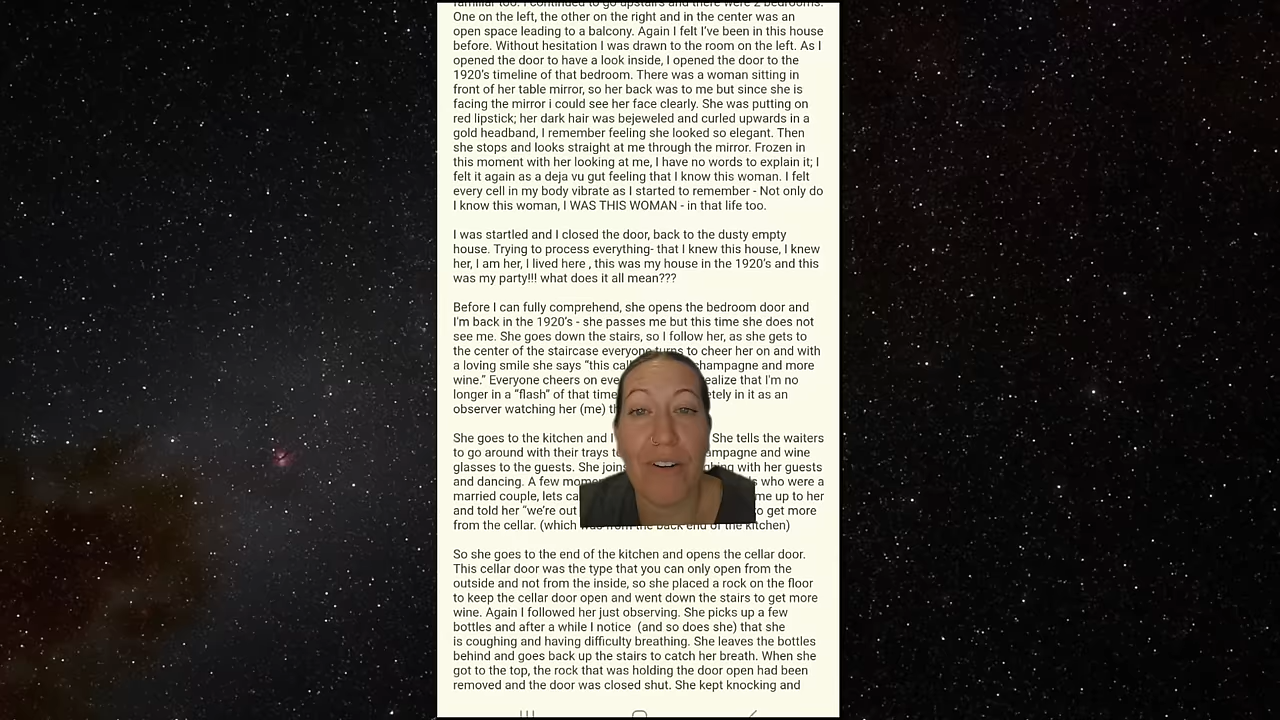 familiar too. I continued to go upstairs and there were 2 bedrooms.
One on the left, the other on the right and in the center was an
open space leading to a balcony. Again I felt I've been in this house
before. Without hesitation I was drawn to the room on the left. As I
opened the door to have a look inside, I opened the door to the
1920's timeline of that bedroom. There was a woman sitting in
front of her table mirror, so her back was to me but since she is
facing the mirror i could see her face clearly. She was putting on
red lipstick; her dark hair was bejeweled and curled upwards in a
gold headband, I remember feeling she looked so elegant. Then
she stops and looks straight at me through the mirror. Frozen in
this moment with her looking at me, I have no words to explain it; I
felt it again as a deja vu gut feeling that I know this woman. I felt
every cell in my body vibrate as I started to remember - Not only do
I know this woman, I WAS THIS WOMAN - in that life too.
I was startled and I closed the door, back to the dusty empty
house. Trying to process everything- that I knew this house, I knew
her, I am her, I lived here , this was my house in the 1920's and this
was my party!!! what does it all mean???
Before I can fully comprehend, she opens the bedroom door and
I'm back in the 1920's - she passes me but this time she does not
see me. She goes down the stairs, so I follow her, as she gets to
the center of the staircase everyone turns to cheer her on and with
a loving smile she says “this champagne and more
wine.” Everyone cheers on realize that I'm no
longer in a “flash” of that in it as an
observer watching her (me)
She goes to the kitchen and I She tells the waiters
to go around with their trays and wine
glasses to the guests. She with her guests
and dancing. A few who were a
married couple, lets up to her
and told her “we're out to get more
from the cellar. (which was from the back end of the kitchen)
So she goes to the end of the kitchen and opens the cellar door.
This cellar door was the type that you can only open from the
outside and not from the inside, so she placed a rock on the floor
to keep the cellar door open and went down the stairs to get more
wine. Again I followed her just observing. She picks up a few
bottles and after a while I notice (and so does she) that she
is coughing and having difficulty breathing. She leaves the bottles
behind and goes back up the stairs to catch her breath. When she
got to the top, the rock that was holding the door open had been
removed and the door was closed shut. She kept knocking and